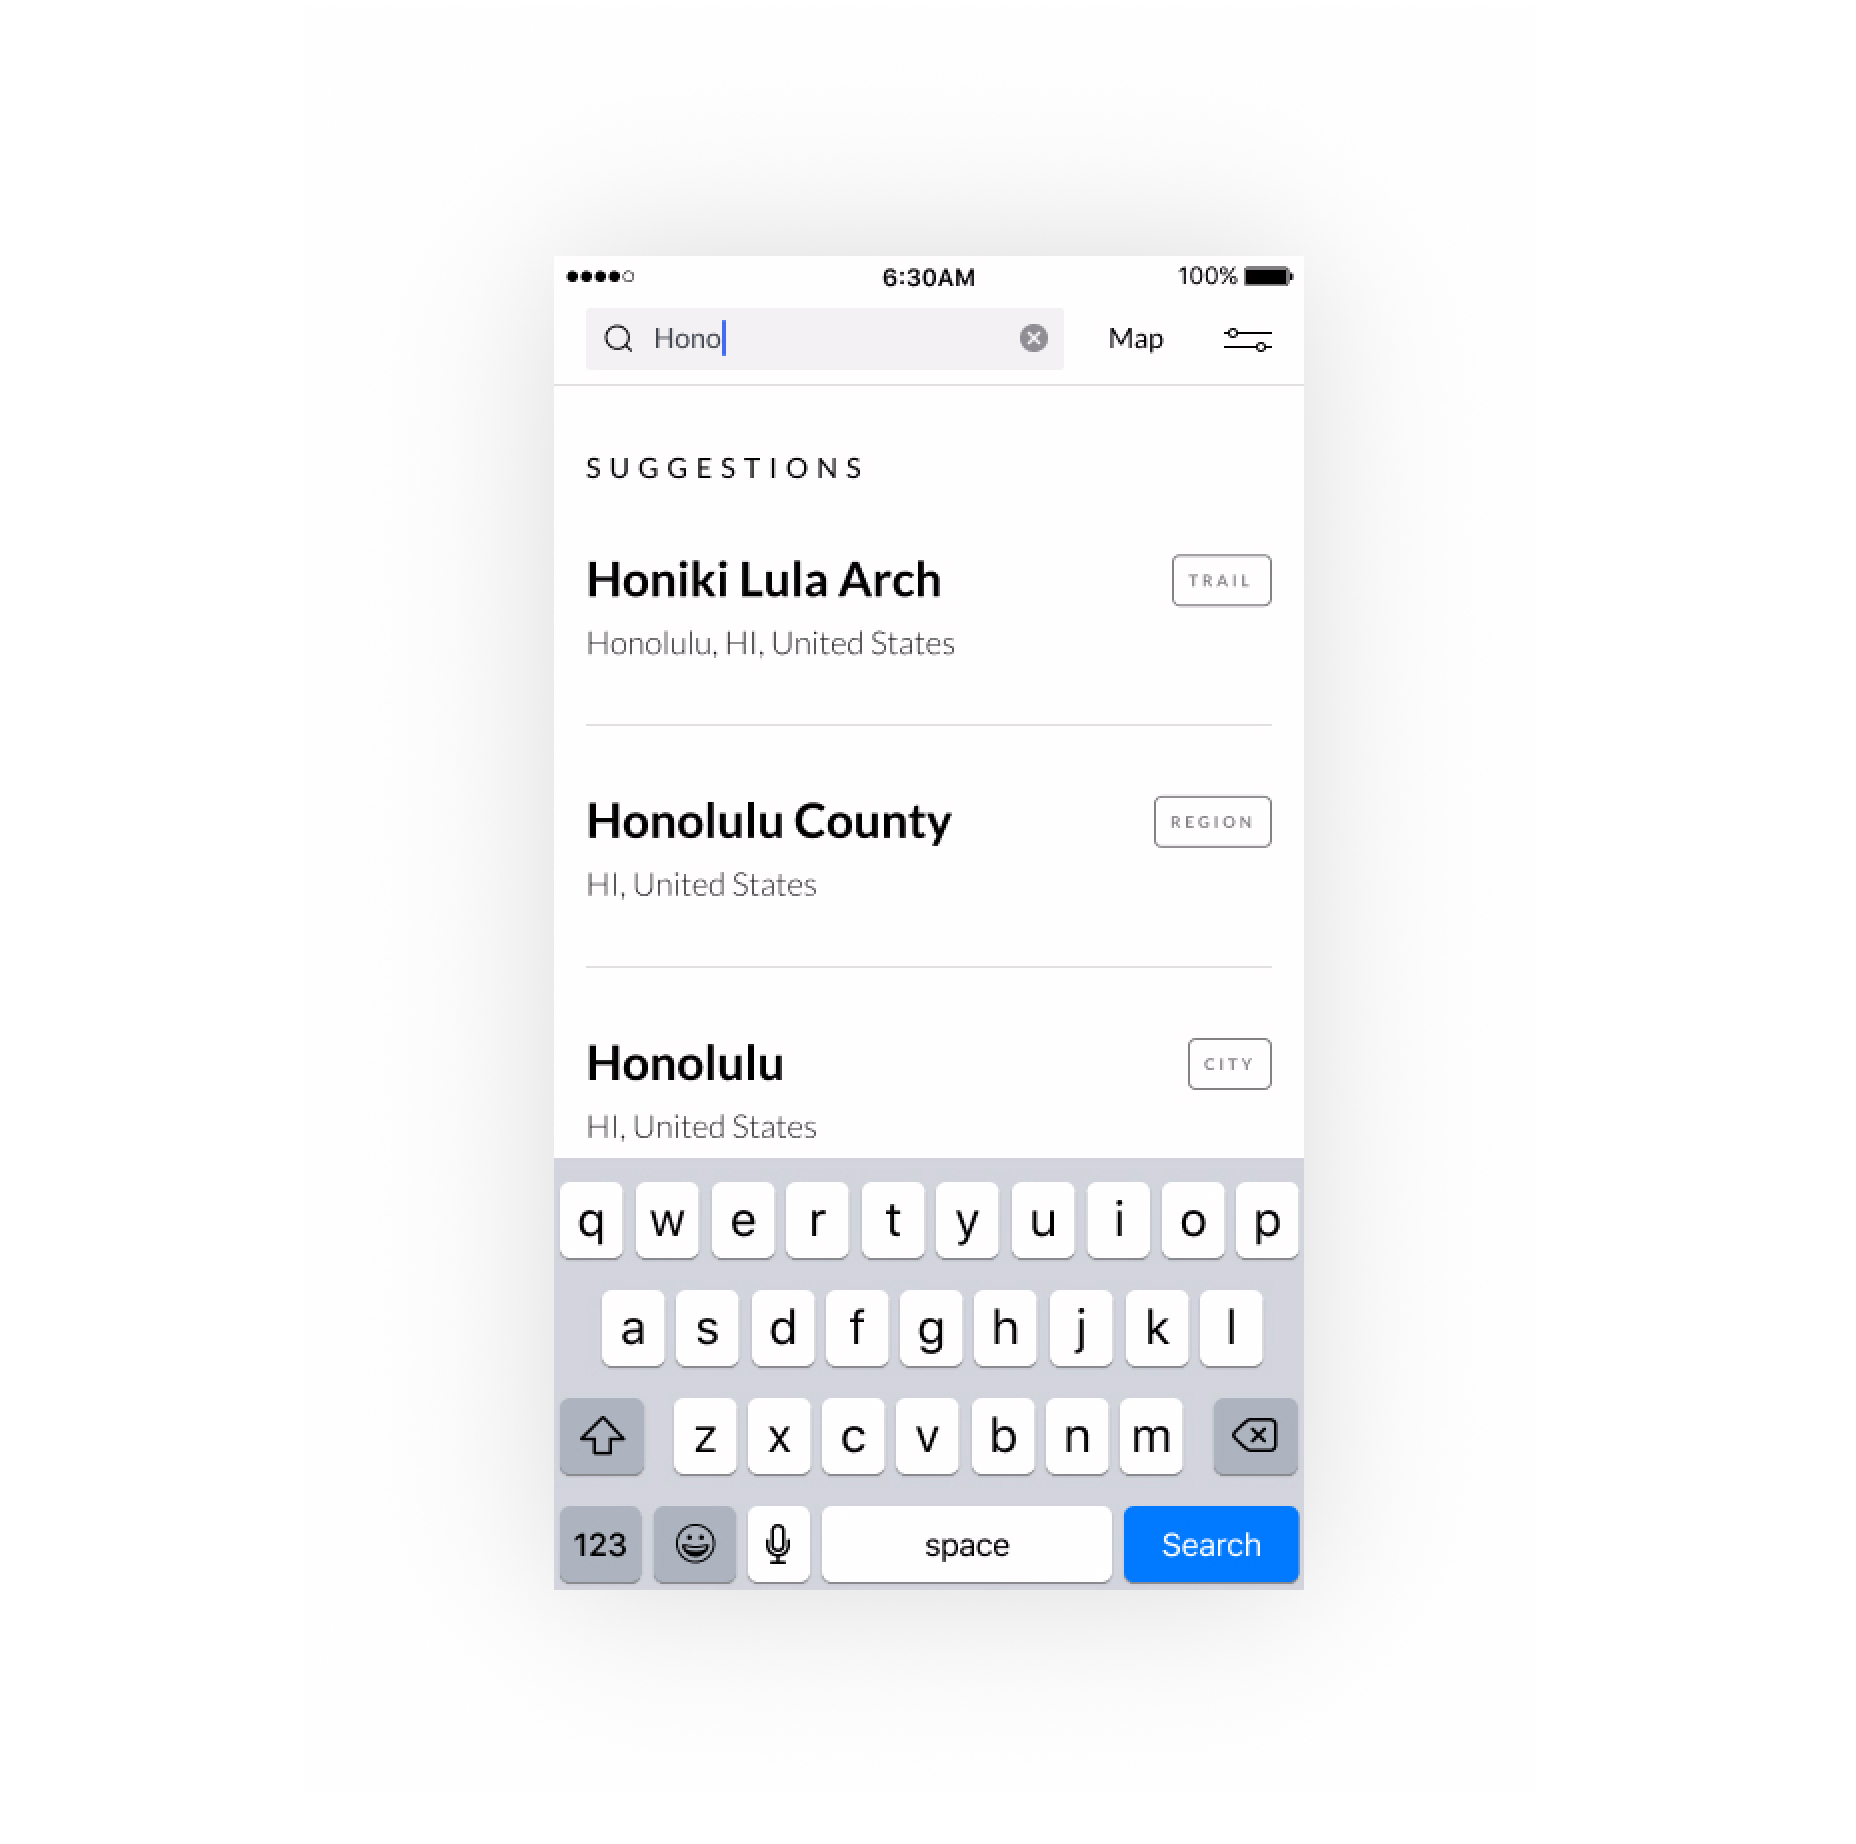 6:30AM 100%
Hono Map
SUGGESTIONS
Honiki Lula Arch TRAIL
Honolulu, HI, United States
Honolulu County REGION
HI, United States
Honolulu CITY
HI, United States
q w e r t y u i o p
a s d f g h j k l
z x c v b n m
123 space Search